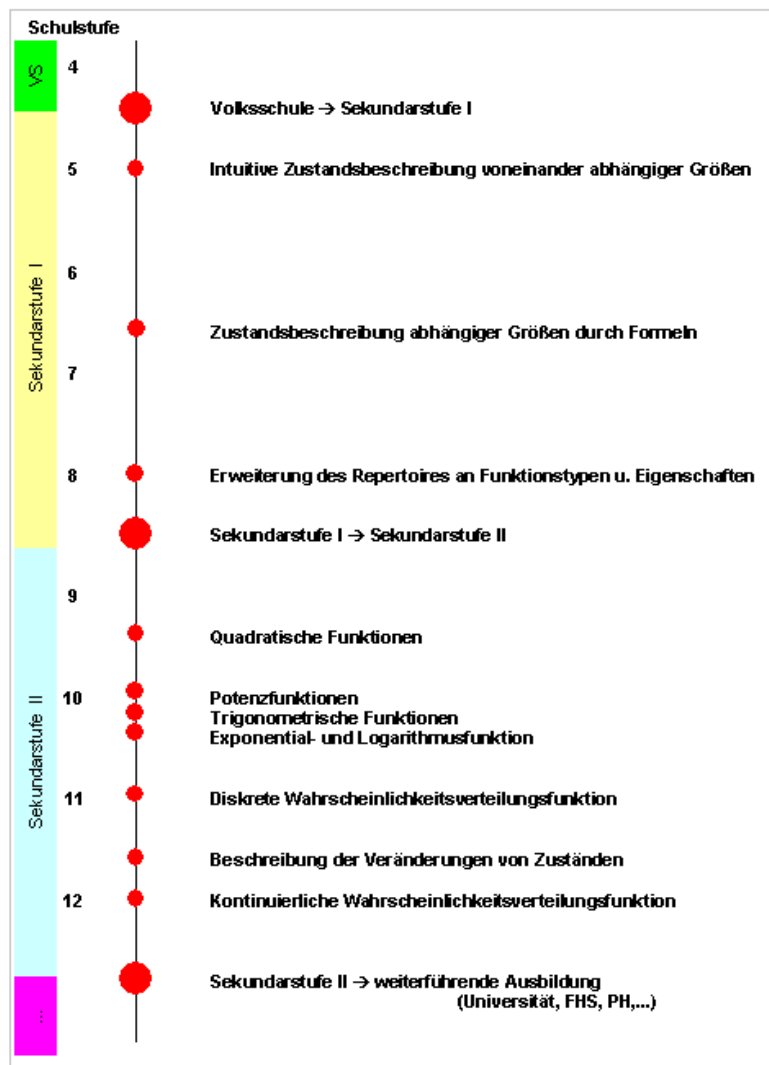 Schulstufe
VS
4
Volksschule → Sekundarstufe I
Sekundarstufe I
5
Intuitive Zustandsbeschreibung voneinander abhängiger Größen
6
Zustandsbeschreibung abhängiger Größen durch Formeln
7
8
Erweiterung des Repertoires an Funktionstypen u. Eigenschaften
Sekundarstufe I → Sekundarstufe II
Sekundarstufe II
9
Quadratische Funktionen
10
Potenzfunktionen
Trigonometrische Funktionen
Exponential- und Logarithmusfunktion
11
Diskrete Wahrscheinlichkeitsverteilungsfunktion
Beschreibung der Veränderungen von Zuständen
12
Kontinuierliche Wahrscheinlichkeitsverteilungsfunktion
...
Sekundarstufe II → weiterführende Ausbildung
(Universität, FHS, PH,...)